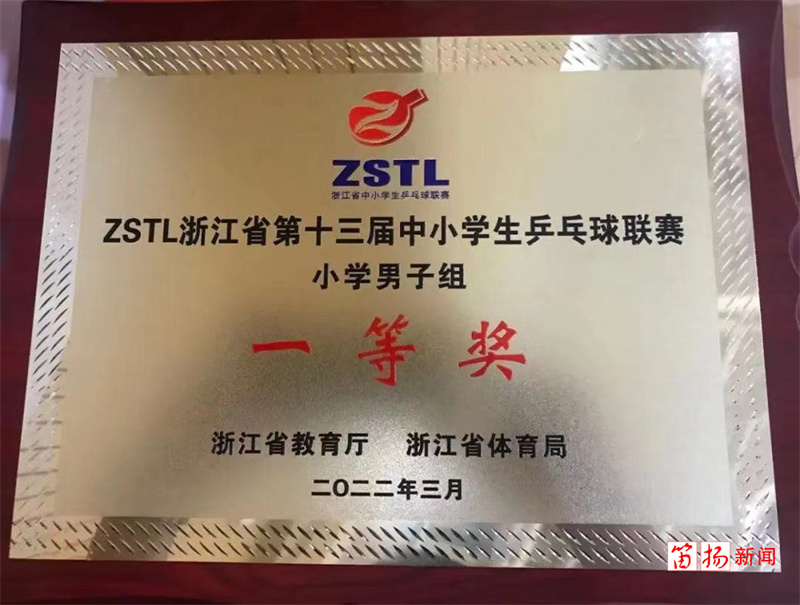 ZSTL
浙江省中小学生乒乓球联赛
ZSTL浙江省第十三届中小学生乒乓球联赛
小学男子组
一等奖
浙江省教育厅 浙江省体育局
二〇二二年三月
笛扬新闻